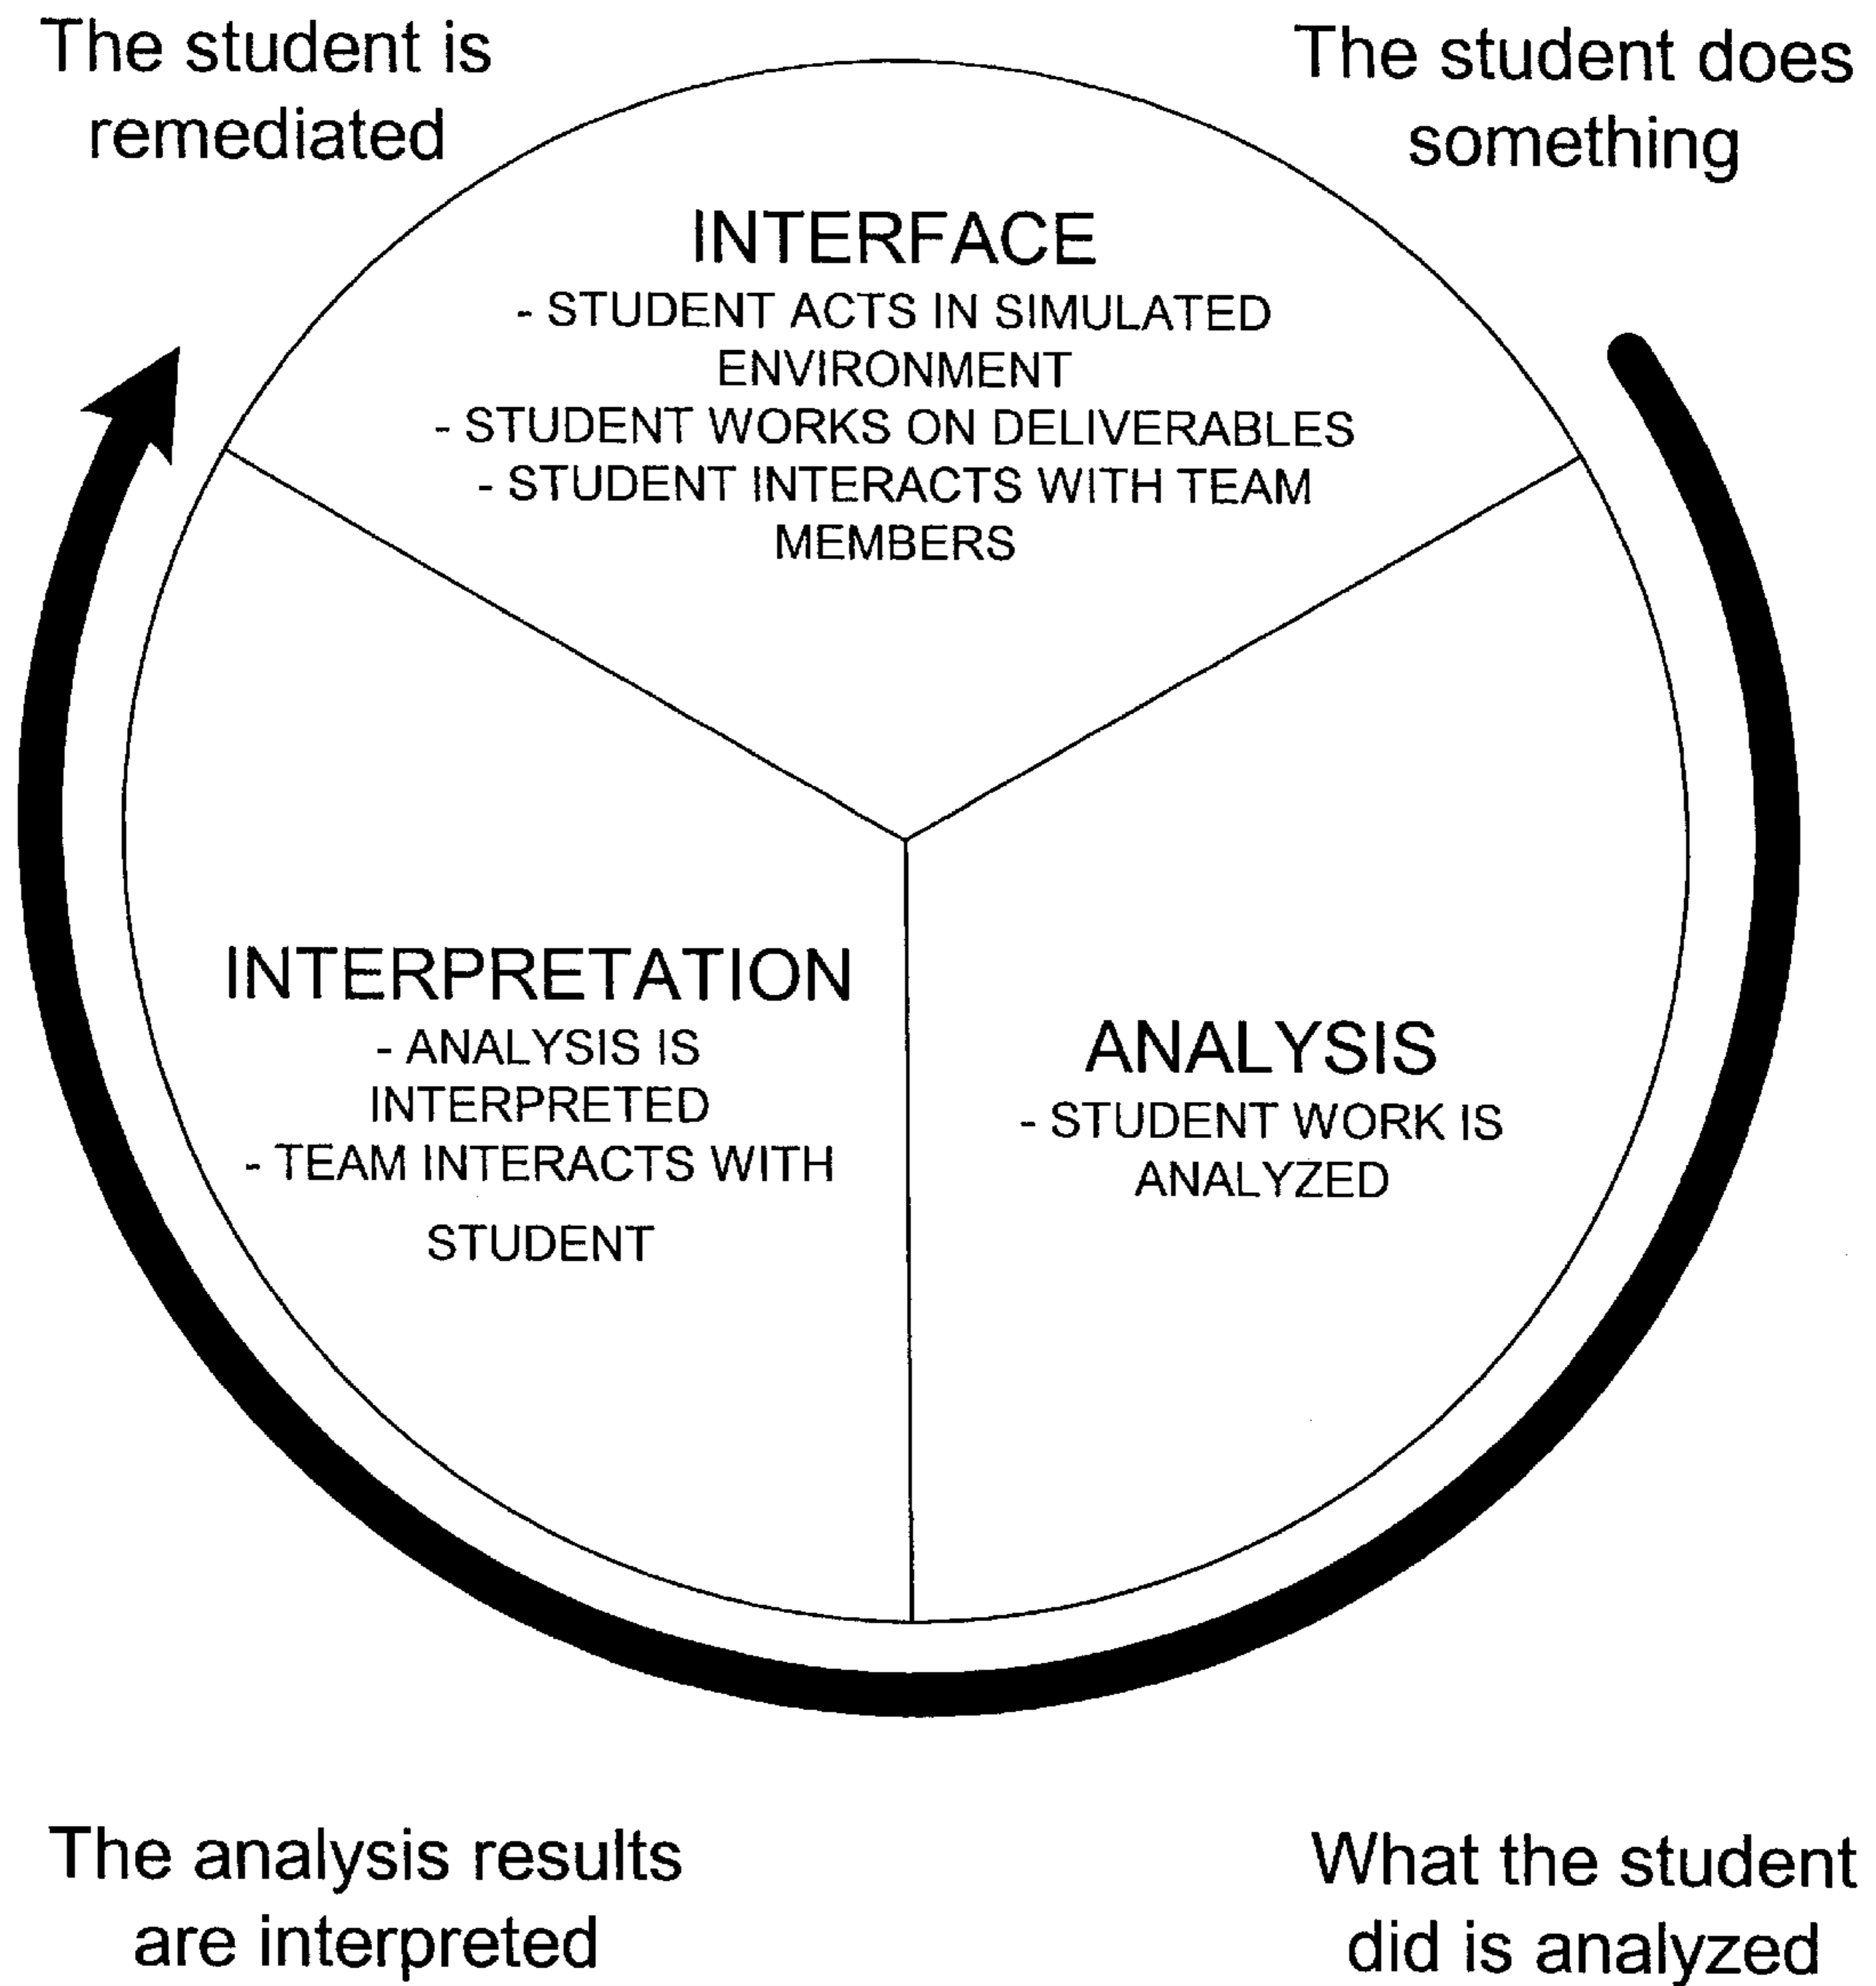 The student is
remediated
The student does
something
INTERFACE
- STUDENT ACTS IN SIMULATED
ENVIRONMENT
- STUDENT WORKS ON DELIVERABLES
- STUDENT INTERACTS WITH TEAM
MEMBERS
INTERPRETATION
- ANALYSIS IS
INTERPRETED
- TEAM INTERACTS WITH
STUDENT
ANALYSIS
- STUDENT WORK IS
ANALYZED
The analysis results
are interpreted
What the student
did is analyzed